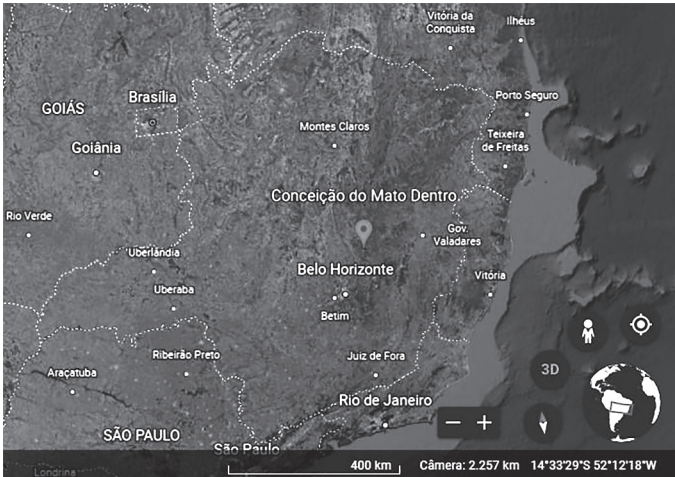 Vitória da
Conquista
Ilhéus
Brasília
GOIÁS
Porto Seguro
Montes Claros
Teixeira
de Freitas
Goiânia
Conceição do Mato Dentro
Rio Verde
Gov.
Valadares
Uberlândia
Belo Horizonte
Vitória
Uberaba
Betim
Ribeirão Preto
Juiz de Fora
Araçatuba
3D
Rio de Janeiro
SÃO PAULO
São Paulo
Londrina
400 km
Câmera: 2.257 km
14°33'29"S 52°12'18"W